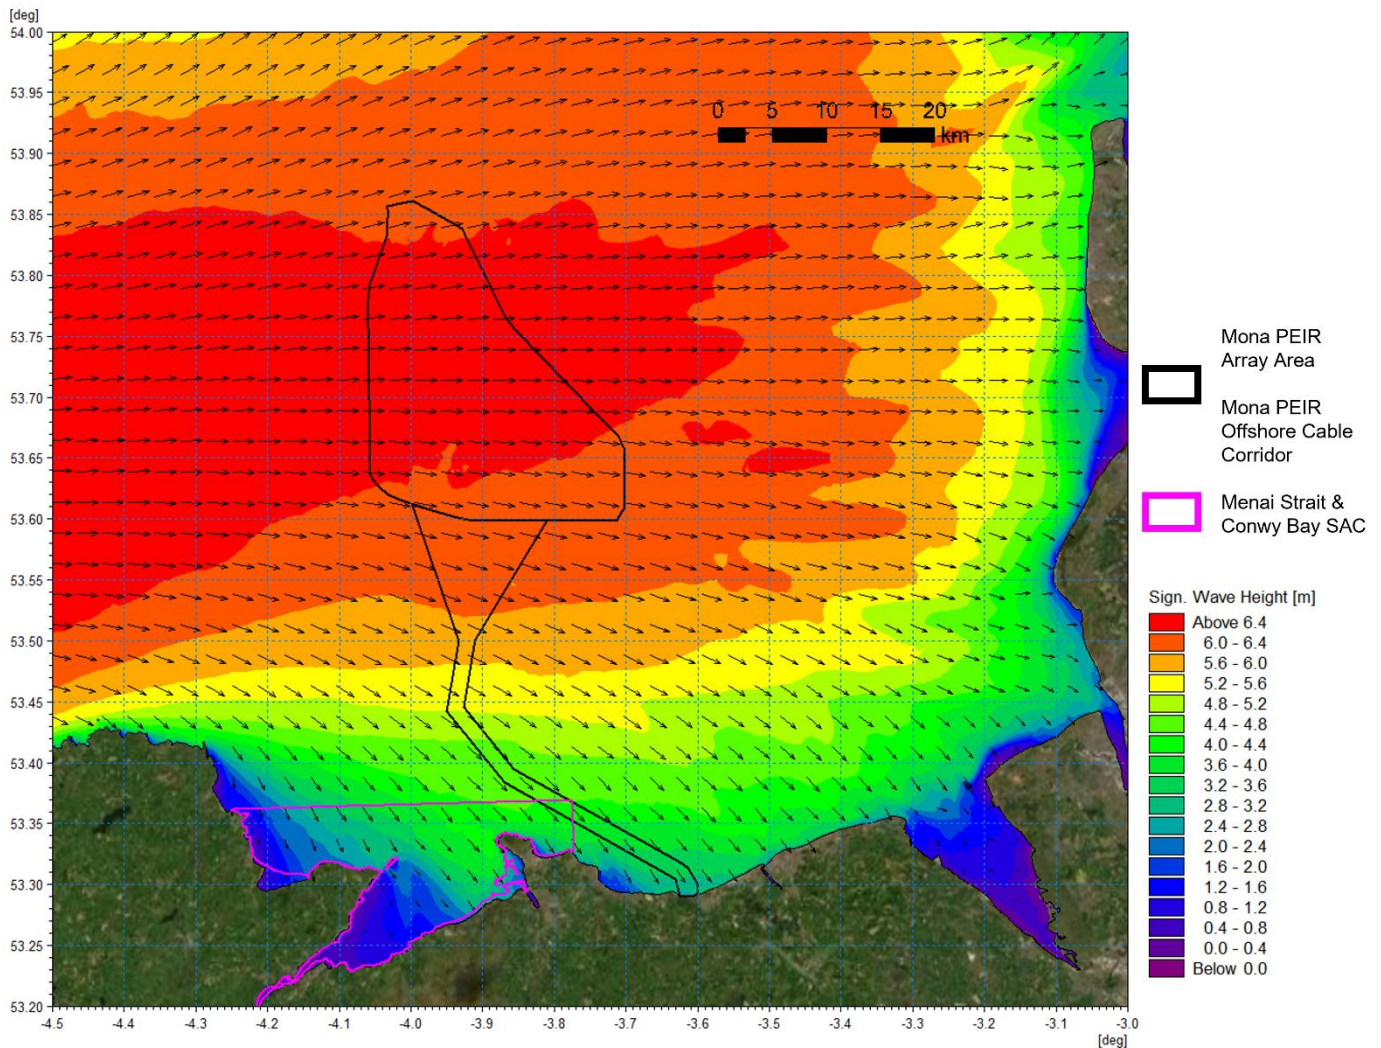 [deg]
54.00
53.95
53.90
53.85
53.80
53.75
53.70
53.65
53.60
53.55
53.50
53.45
53.40
53.35
53.30
53.25
53.20
-4.5 -4.4 -4.3 -4.2 -4.1 -4.0 -3.9 -3.8 -3.7 -3.6 -3.5 -3.4 -3.3 -3.2 -3.1 -3.0
[deg]
0 5 10 15 20
km
Mona PEIR
Array Area
Mona PEIR
Offshore Cable
Corridor
Menai Strait &
Conwy Bay SAC
Sign. Wave Height [m]
Above 6.4
6.0 - 6.4
5.6 - 6.0
5.2 - 5.6
4.8 - 5.2
4.4 - 4.8
4.0 - 4.4
3.6 - 4.0
3.2 - 3.6
2.8 - 3.2
2.4 - 2.8
2.0 - 2.4
1.6 - 2.0
1.2 - 1.6
0.8 - 1.2
0.4 - 0.8
0.0 - 0.4
Below 0.0